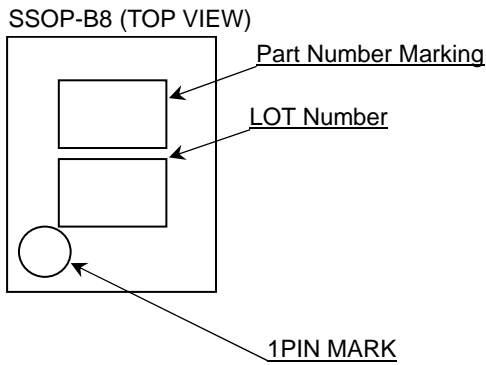 SSOP-B8 (TOP VIEW)
Part Number Marking
LOT Number
1PIN MARK